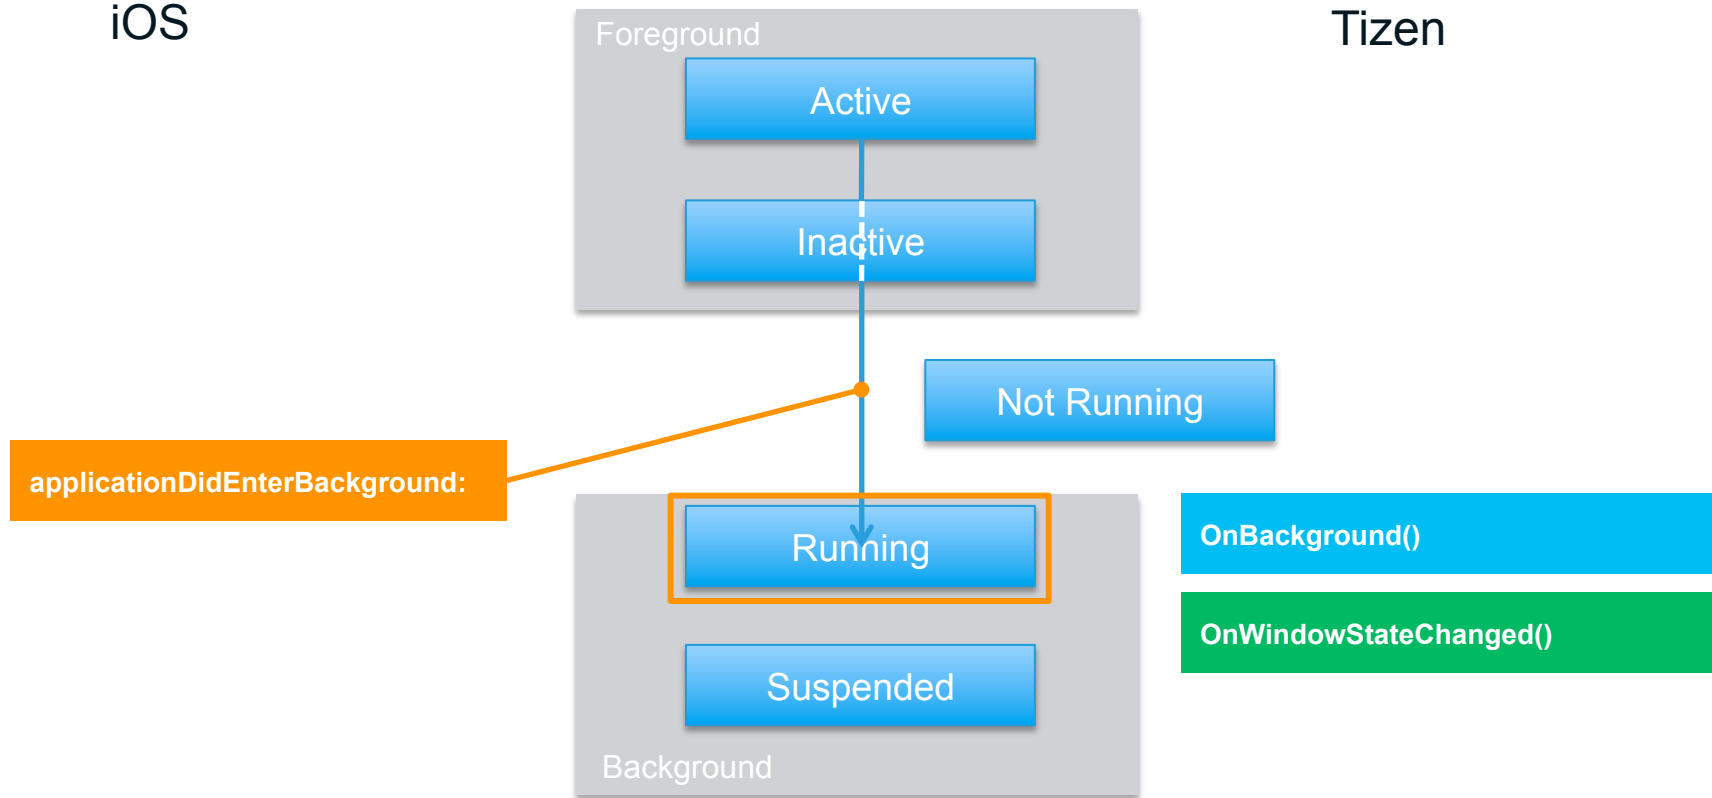 iOS
Foreground
Tizen
Active
Inactive
Not Running
applicationDidEnterBackground:
Running
OnBackground()
OnWindowStateChanged()
Suspended
Background